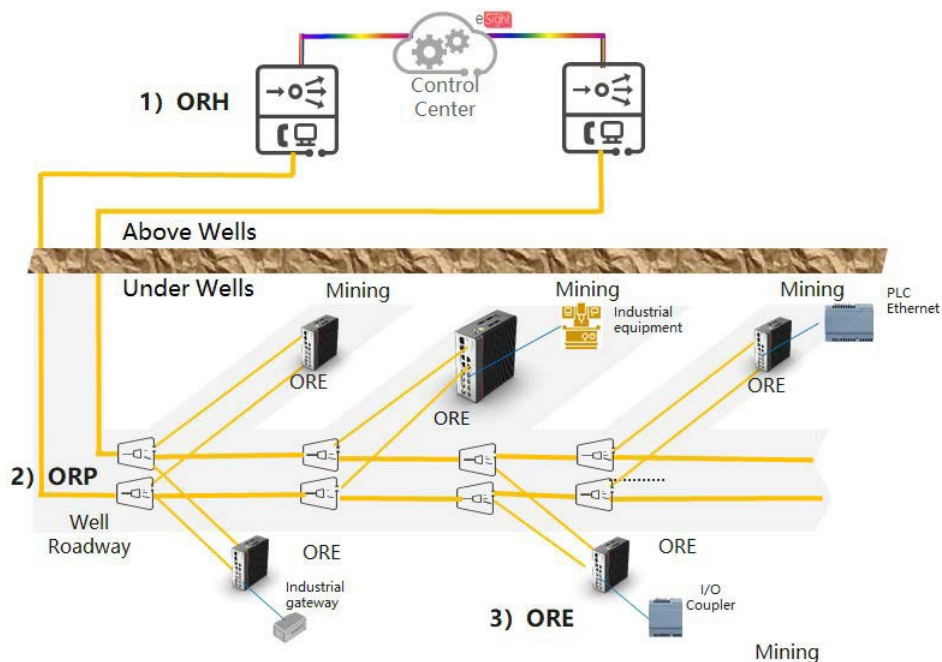 eSight
Control
Center
1) ORH
Above Wells
Under Wells
Mining
Mining
Mining
PLC
Ethernet
Industrial
equipment
ORE
ORE
ORE
2) ORP
Well
Roadway
ORE
ORE
Industrial
gateway
3) ORE
I/O
Coupler
Mining